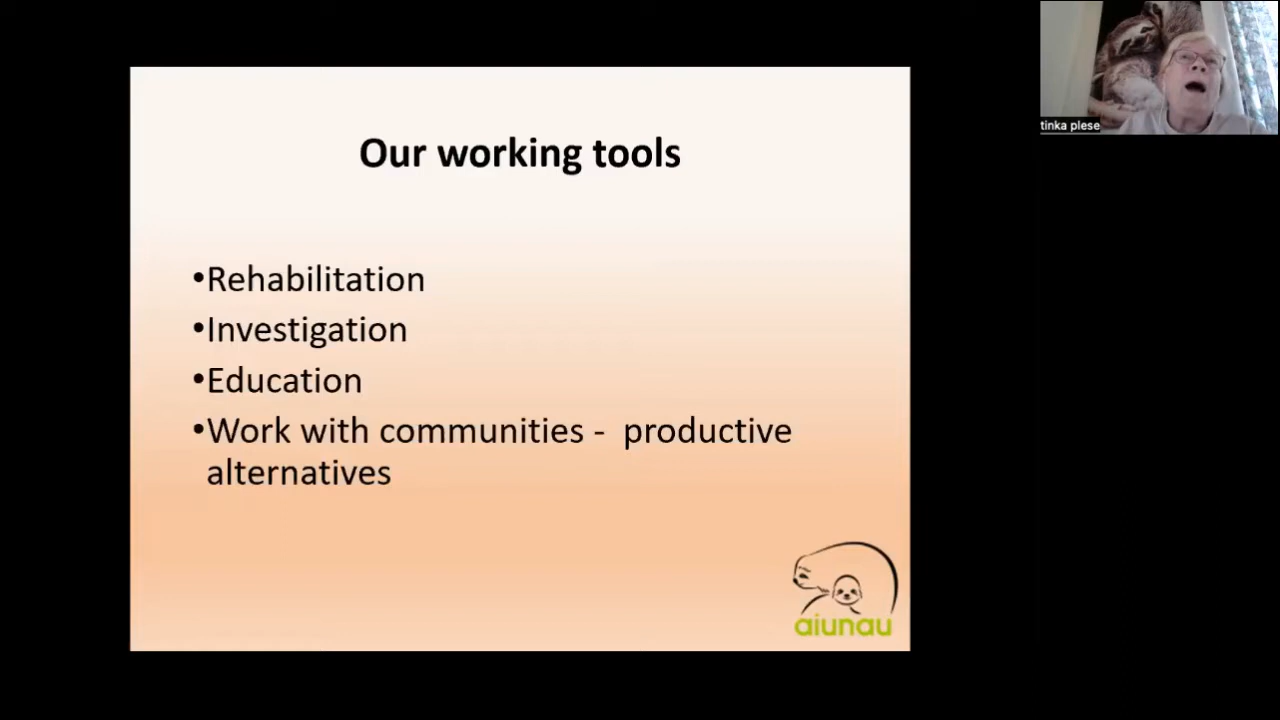 tinka plese
Our working tools
•Rehabilitation
•Investigation
•Education
•Work with communities - productive
alternatives
aiunau